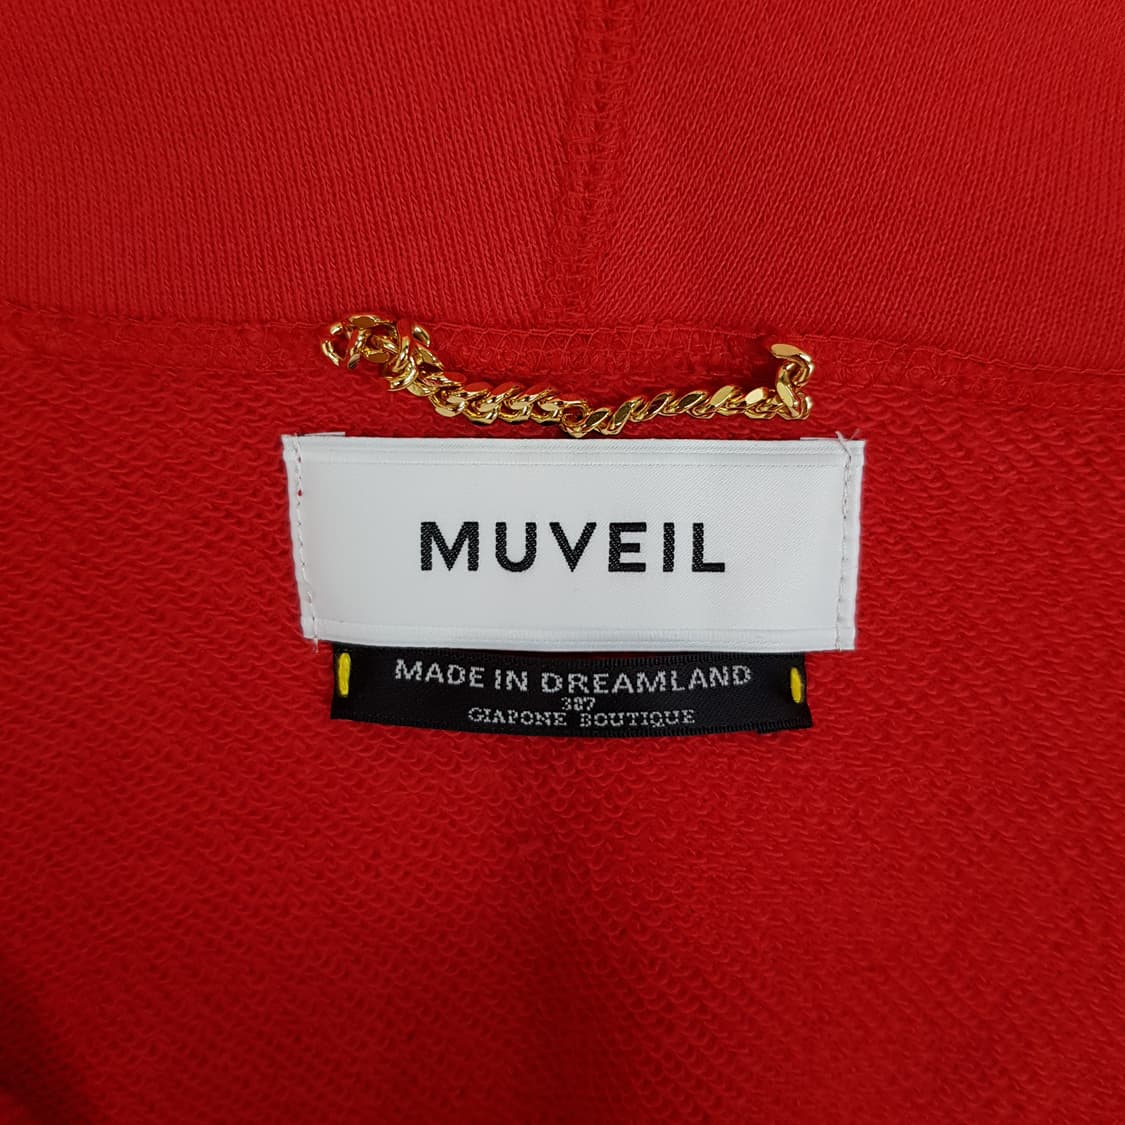 MUVEIL
MADE IN DREAMLAND
387
GIAPONE BOUTIQUE